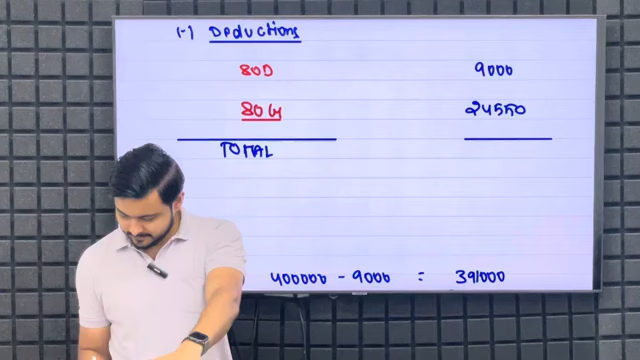 (-) Deductions
80D 9000
80G 24550
TOTAL
400000 - 9000 = 391000